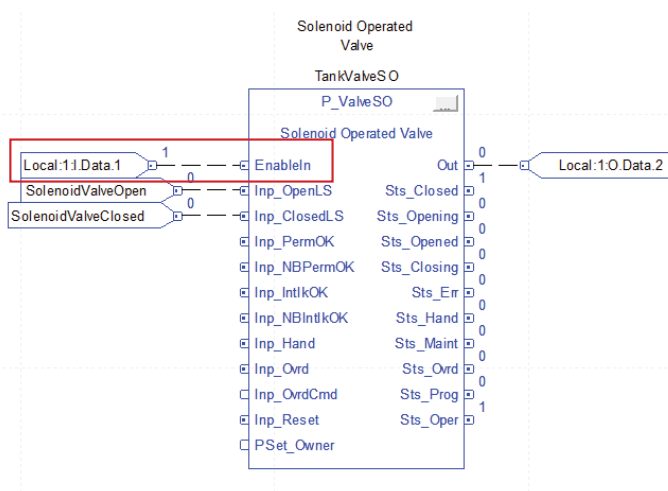 Solenoid Operated
Valve
TankValveSO
P_ValveSO ...
Solenoid Operated Valve
Local:1:I.Data.1 1 EnableIn Out 0 Local:1:O.Data.2
SolenoidValveOpen 0 Inp_OpenLS Sts_Closed 1
SolenoidValveClosed 0 Inp_ClosedLS Sts_Opening 0
Inp_PermOK Sts_Opened 0
Inp_NBPermOK Sts_Closing 0
Inp_IntlkOK Sts_Err 0
Inp_NBIntlkOK Sts_Hand 0
Inp_Hand Sts_Maint 0
Inp_Ovrd Sts_Ovrd 0
Inp_OvrdCmd Sts_Prog 0
Inp_Reset Sts_Oper 1
PSet_Owner